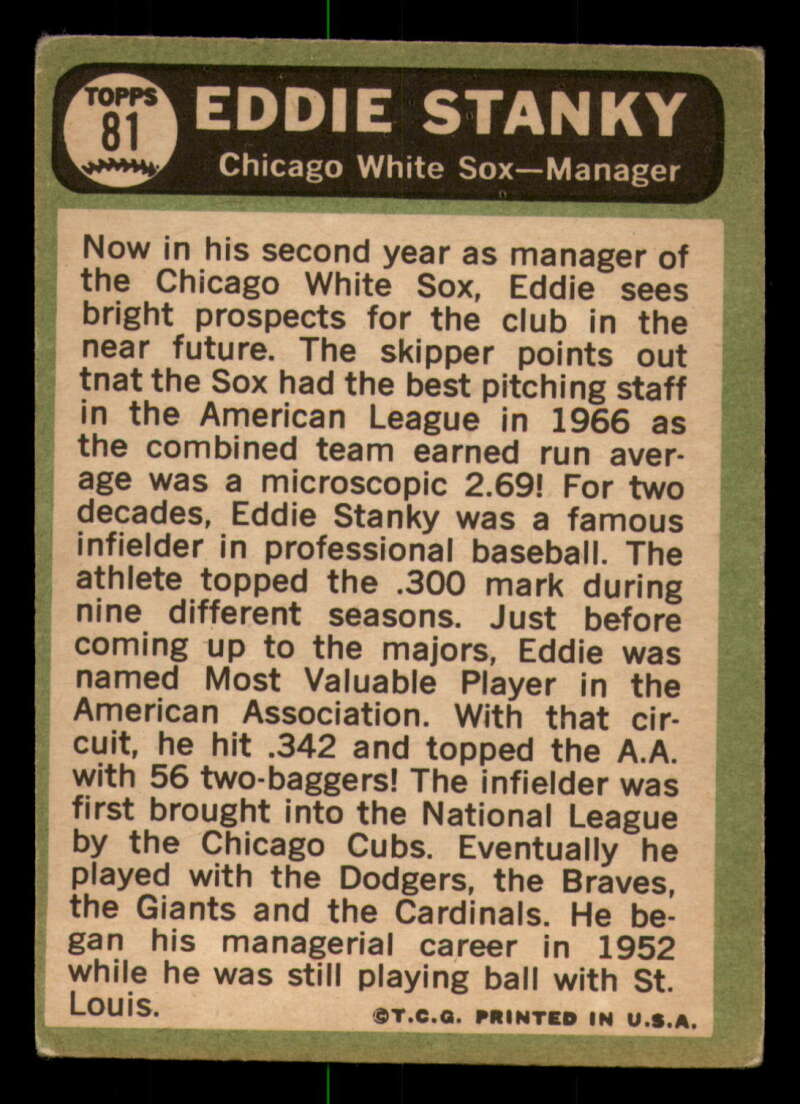 TOPPS
81
EDDIE STANKY
Chicago White Sox—Manager
Now in his second year as manager of
the Chicago White Sox, Eddie sees
bright prospects for the club in the
near future. The skipper points out
tnat the Sox had the best pitching staff
in the American League in 1966 as
the combined team earned run aver-
age was a microscopic 2.69! For two
decades, Eddie Stanky was a famous
infielder in professional baseball. The
athlete topped the .300 mark during
nine different seasons. Just before
coming up to the majors, Eddie was
named Most Valuable Player in the
American Association. With that cir-
cuit, he hit .342 and topped the A.A.
with 56 two-baggers! The infielder was
first brought into the National League
by the Chicago Cubs. Eventually he
played with the Dodgers, the Braves,
the Giants and the Cardinals. He be-
gan his managerial career in 1952
while he was still playing ball with St.
Louis.
©T.C.G. PRINTED IN U.S.A.